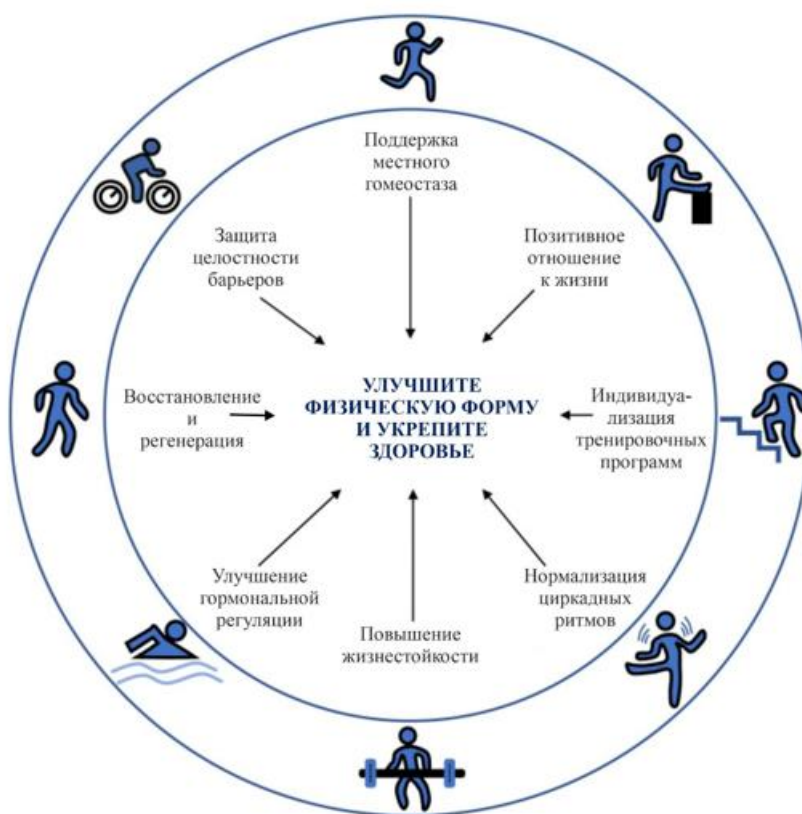 Поддержка
местного
гомеостаза
Защита
целостности
барьеров
Позитивное
отношение
к жизни
Восстановление
и
регенерация
УЛУЧШИТЕ
ФИЗИЧЕСКУЮ ФОРМУ
И УКРЕПИТЕ
ЗДОРОВЬЕ
Индивидуа-
лизация
тренировочных
программ
Улучшение
гормональной
регуляции
Повышение
жизнестойкости
Нормализация
циркадных
ритмов